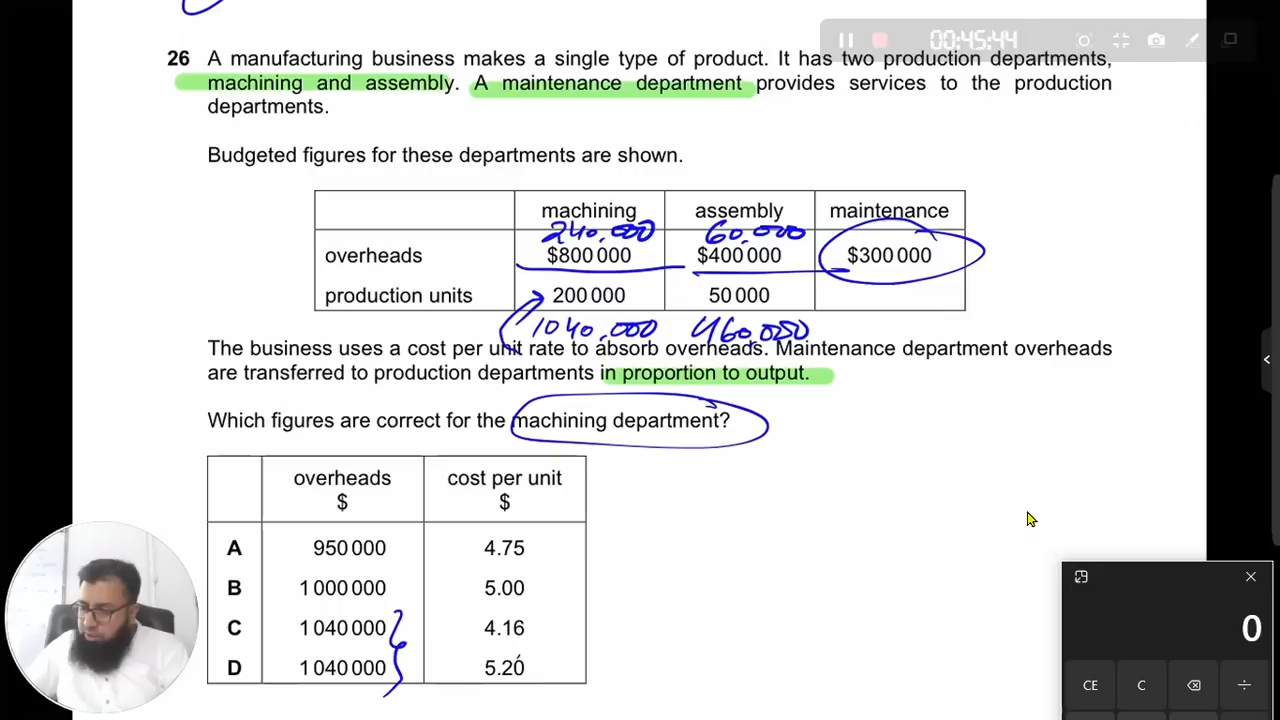 00:45:44
26 A manufacturing business makes a single type of product. It has two production departments,
machining and assembly. A maintenance department provides services to the production
departments.
Budgeted figures for these departments are shown.
machining assembly maintenance
240,000 60,000
overheads $800 000 $400 000 $300 000
production units 200 000 50 000
1040,000 460,000
The business uses a cost per unit rate to absorb overheads. Maintenance department overheads
are transferred to production departments in proportion to output.
Which figures are correct for the machining department?
overheads cost per unit
$ $
A 950 000 4.75
B 1 000 000 5.00
C 1 040 000 4.16
D 1 040 000 5.20
0
CE C